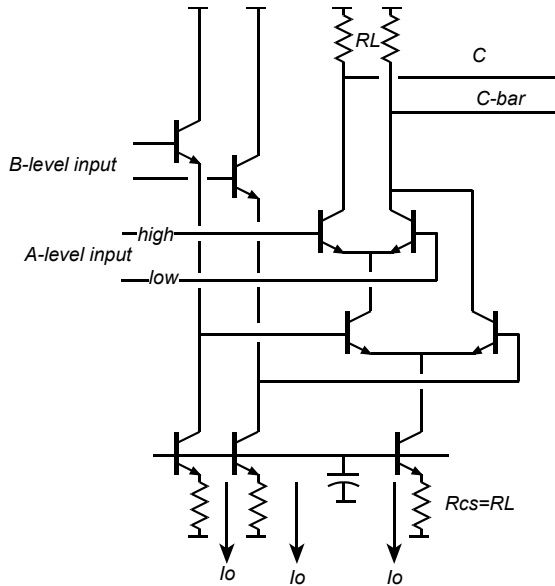 RL
C
C-bar
B-level input
high
A-level input
low
Rcs=RL
Io
Io
Io